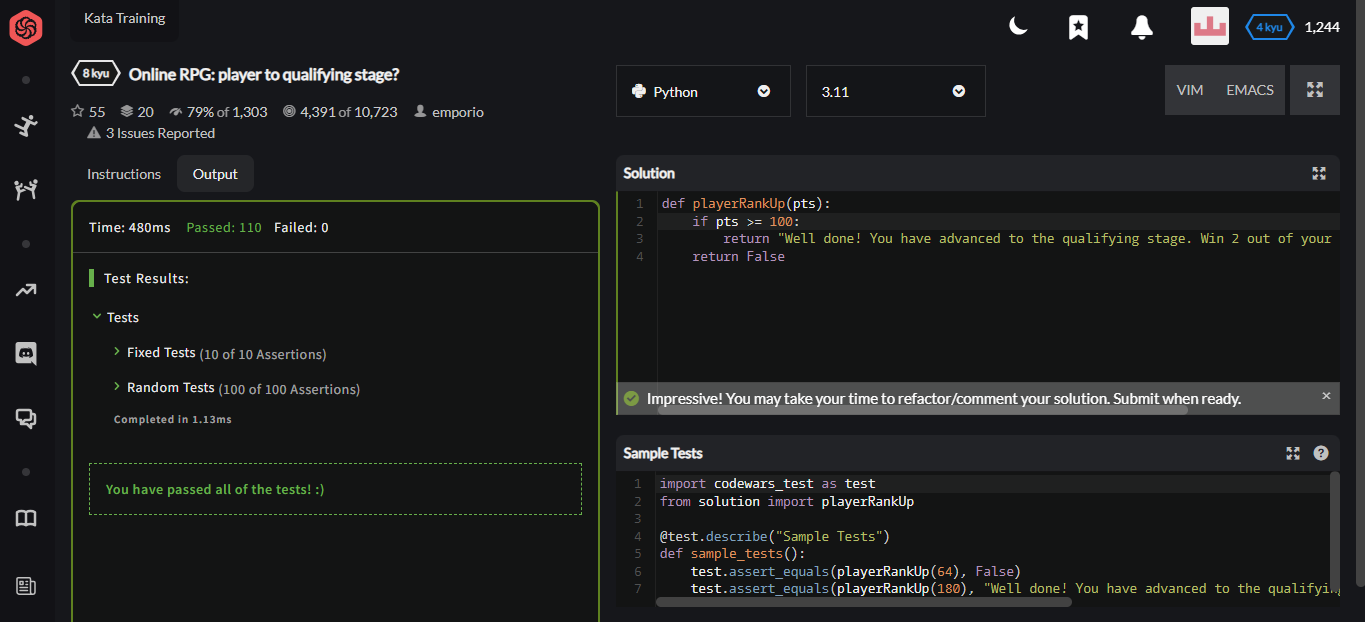 Kata Training
4 kyu
1,244
8 kyu
Online RPG: player to qualifying stage?
55
20
79% of 1,303
4,391 of 10,723
emporio
3 Issues Reported
Python
3.11
VIM
EMACS
Instructions
Output
Time: 480ms Passed: 110 Failed: 0
Test Results:
Tests
Fixed Tests (10 of 10 Assertions)
Random Tests (100 of 100 Assertions)
Completed in 1.13ms
You have passed all of the tests! :)
Solution
1 def playerRankUp(pts):
2 if pts >= 100:
3 return "Well done! You have advanced to the qualifying stage. Win 2 out of your
4 return False
Impressive! You may take your time to refactor/comment your solution. Submit when ready.
×
Sample Tests
?
1 import codewars_test as test
2 from solution import playerRankUp
3
4 @test.describe("Sample Tests")
5 def sample_tests():
6 test.assert_equals(playerRankUp(64), False)
7 test.assert_equals(playerRankUp(180), "Well done! You have advanced to the qualifying